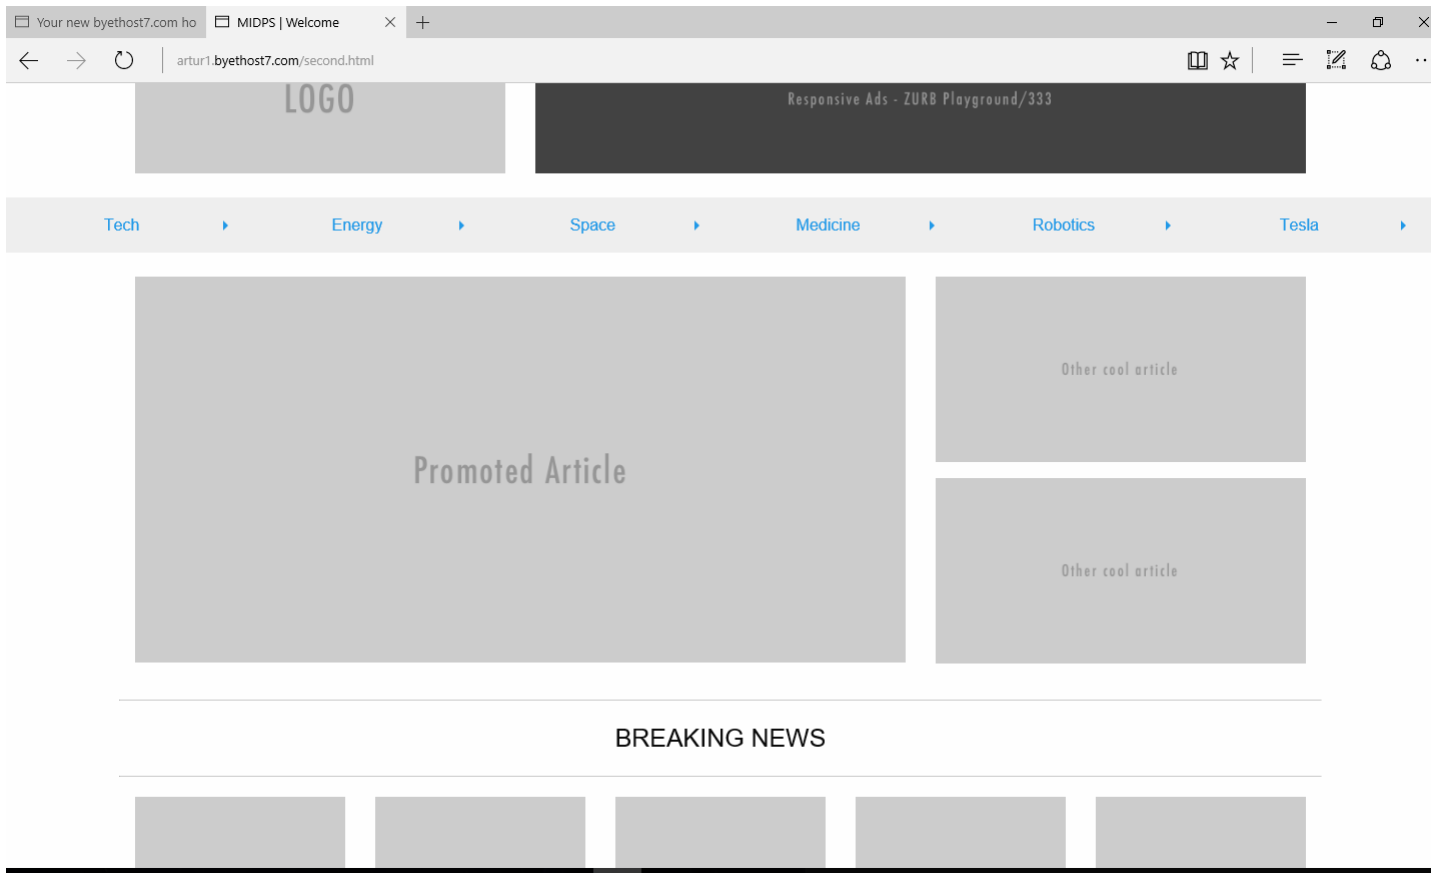 Your new byethost7.com ho
MIDPS | Welcome
artur1.byethost7.com/second.html
LOGO
Responsive Ads - ZURB Playground/333
Tech Energy Space Medicine Robotics Tesla
Promoted Article
Other cool article
Other cool article
BREAKING NEWS